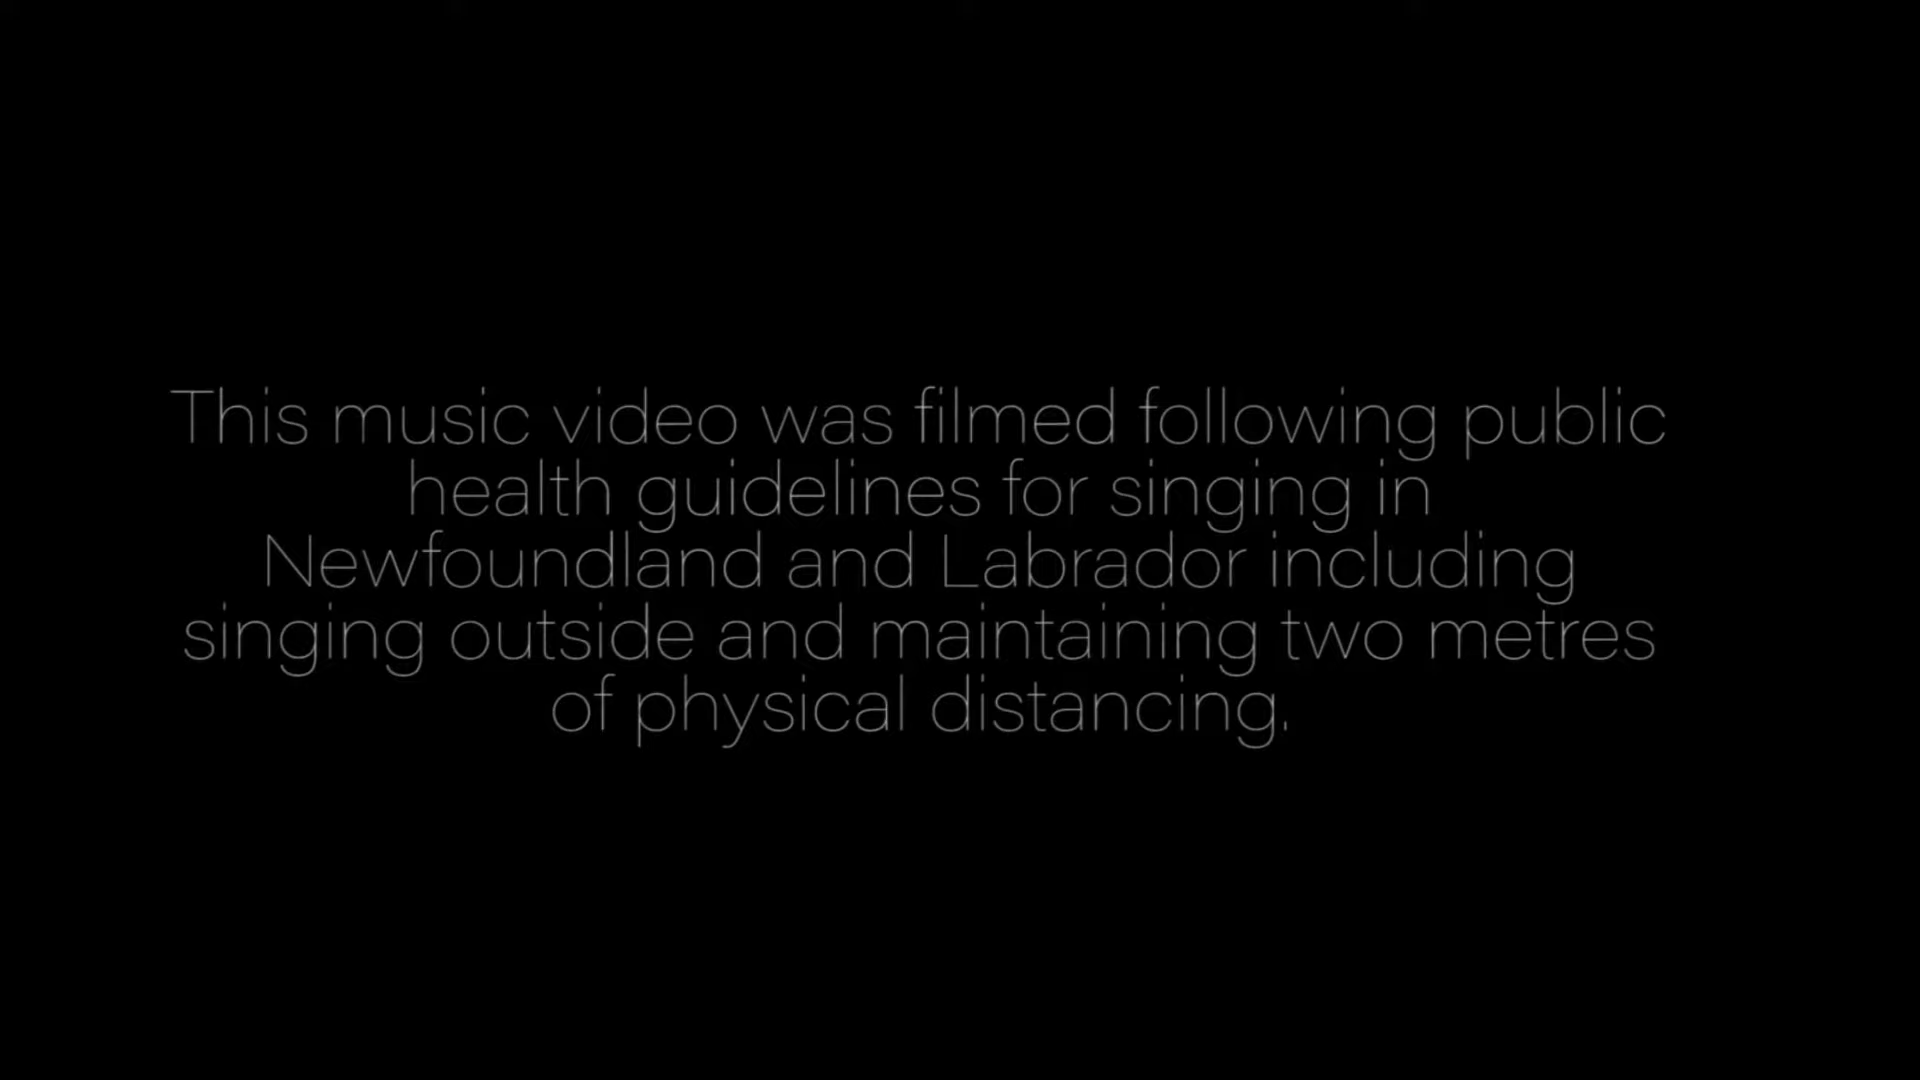 This music video was filmed following public
health guidelines for singing in
Newfoundland and Labrador including
singing outside and maintaining two metres
of physical distancing.